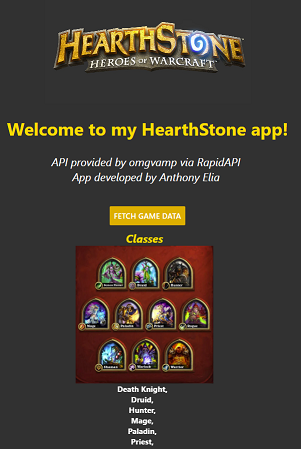 HEARTHSTONE
HEROES OF WARCRAFT
Welcome to my HearthStone app!
API provided by omgvamp via RapidAPI
App developed by Anthony Elia
FETCH GAME DATA
Classes
Demon Hunter Druid Hunter
Mage Paladin Priest Rogue
Shaman Warlock Warrior
Death Knight,
Druid,
Hunter,
Mage,
Paladin,
Priest,